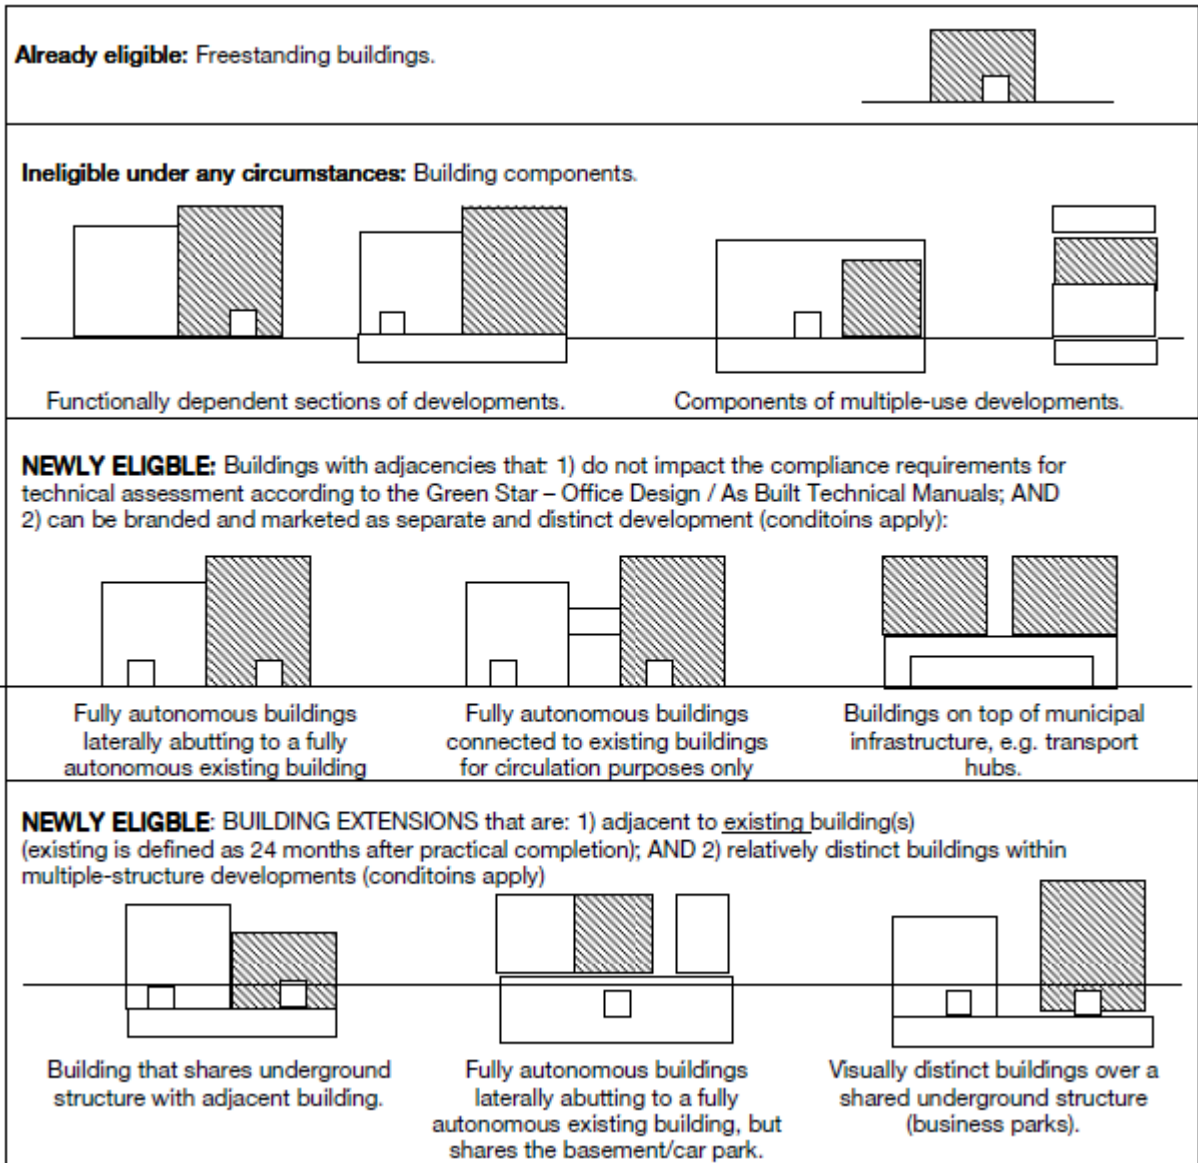 Already eligible: Freestanding buildings.
Ineligible under any circumstances: Building components.
Functionally dependent sections of developments.
Components of multiple-use developments.
NEWLY ELIGBLE: Buildings with adjacencies that: 1) do not impact the compliance requirements for
technical assessment according to the Green Star – Office Design / As Built Technical Manuals; AND
2) can be branded and marketed as separate and distinct development (conditoins apply):
Fully autonomous buildings
laterally abutting to a fully
autonomous existing building
Fully autonomous buildings
connected to existing buildings
for circulation purposes only
Buildings on top of municipal
infrastructure, e.g. transport
hubs.
NEWLY ELIGBLE: BUILDING EXTENSIONS that are: 1) adjacent to existing building(s)
(existing is defined as 24 months after practical completion); AND 2) relatively distinct buildings within
multiple-structure developments (conditoins apply)
Building that shares underground
structure with adjacent building.
Fully autonomous buildings
laterally abutting to a fully
autonomous existing building, but
shares the basement/car park.
Visually distinct buildings over a
shared underground structure
(business parks).